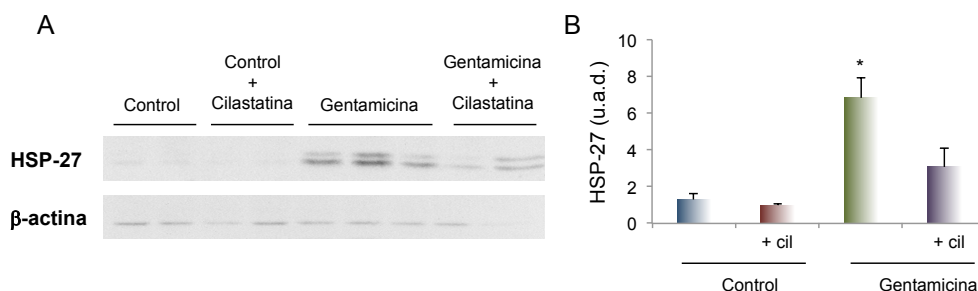 A
Control
+
Cilastatina
Control
Gentamicina
Gentamicina
+
Cilastatina
HSP-27
β-actina
B
HSP-27 (u.a.d.)
10
8
6
4
2
0
*
+ cil
+ cil
Control
Gentamicina